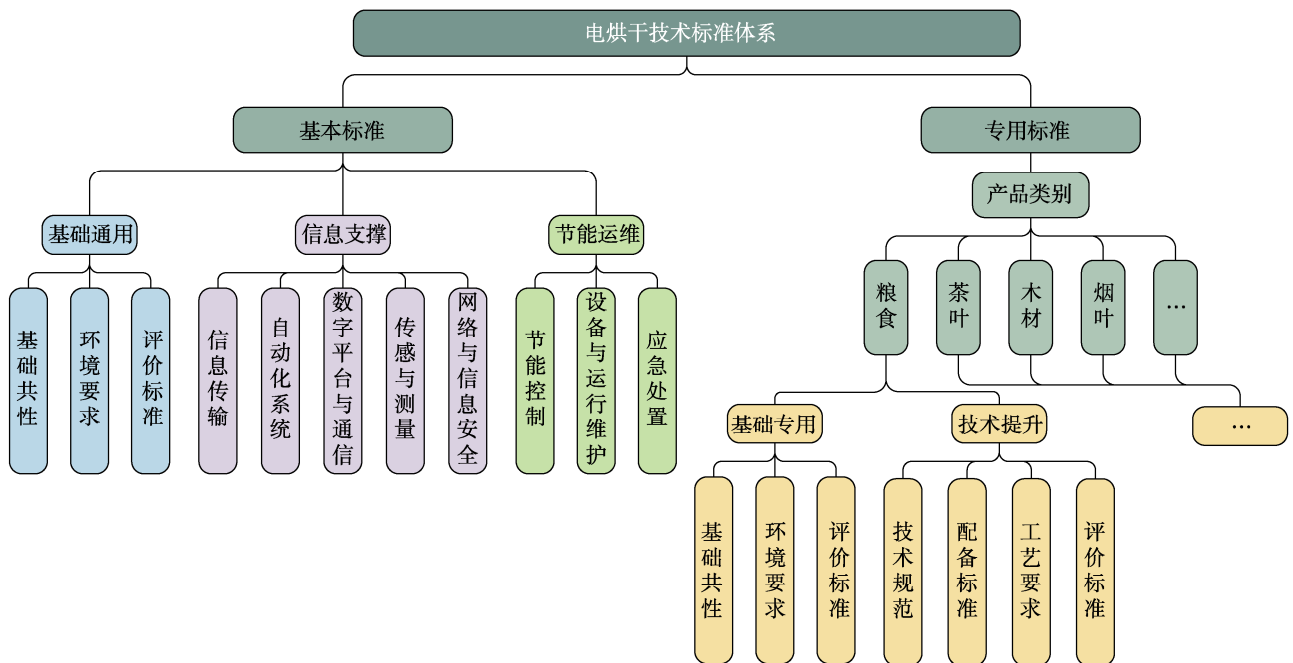 电烘干技术标准体系
基本标准
专用标准
产品类别
基础通用
信息支撑
节能运维
粮食
茶叶
木材
烟叶
…
基础共性
环境要求
评价标准
信息传输
自动化系统
数字平台与通信
传感与测量
网络与信息安全
节能控制
设备与运行维护
应急处置
基础专用
技术提升
…
基础共性
环境要求
评价标准
技术规范
配备标准
工艺要求
评价标准